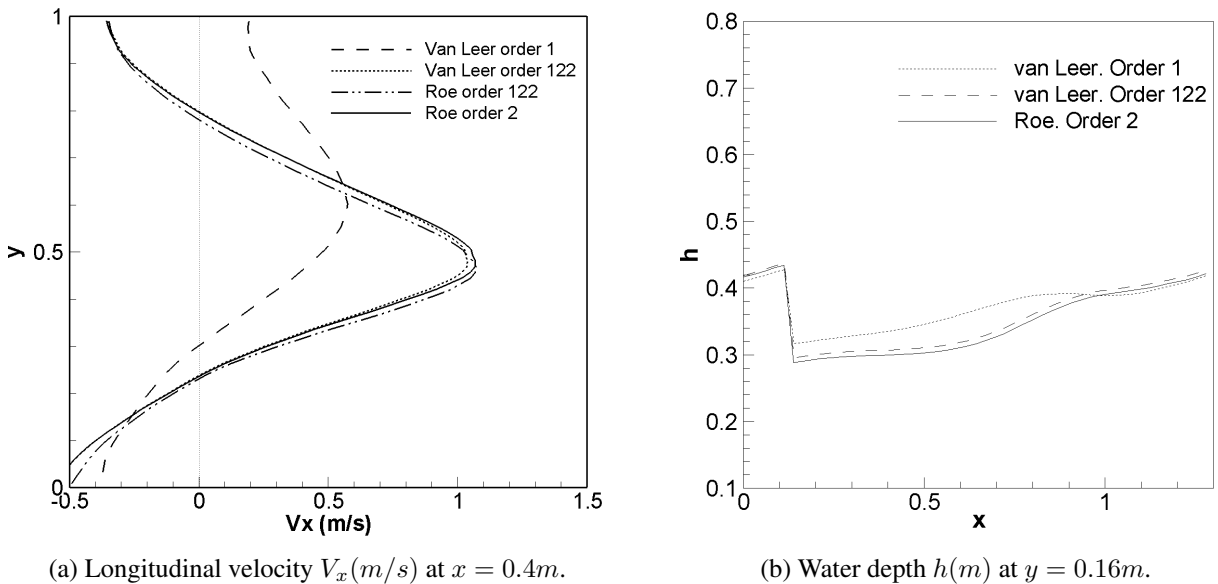 1
0.5
0
y
-0.5
0
0.5
1
1.5
Vx (m/s)
Van Leer order 1
Van Leer order 122
Roe order 122
Roe order 2
(a) Longitudinal velocity Vx(m/s) at x = 0.4m.
0.8
0.7
0.6
0.5
0.4
0.3
0.2
0.1
h
0
0.5
1
x
van Leer. Order 1
van Leer. Order 122
Roe. Order 2
(b) Water depth h(m) at y = 0.16m.